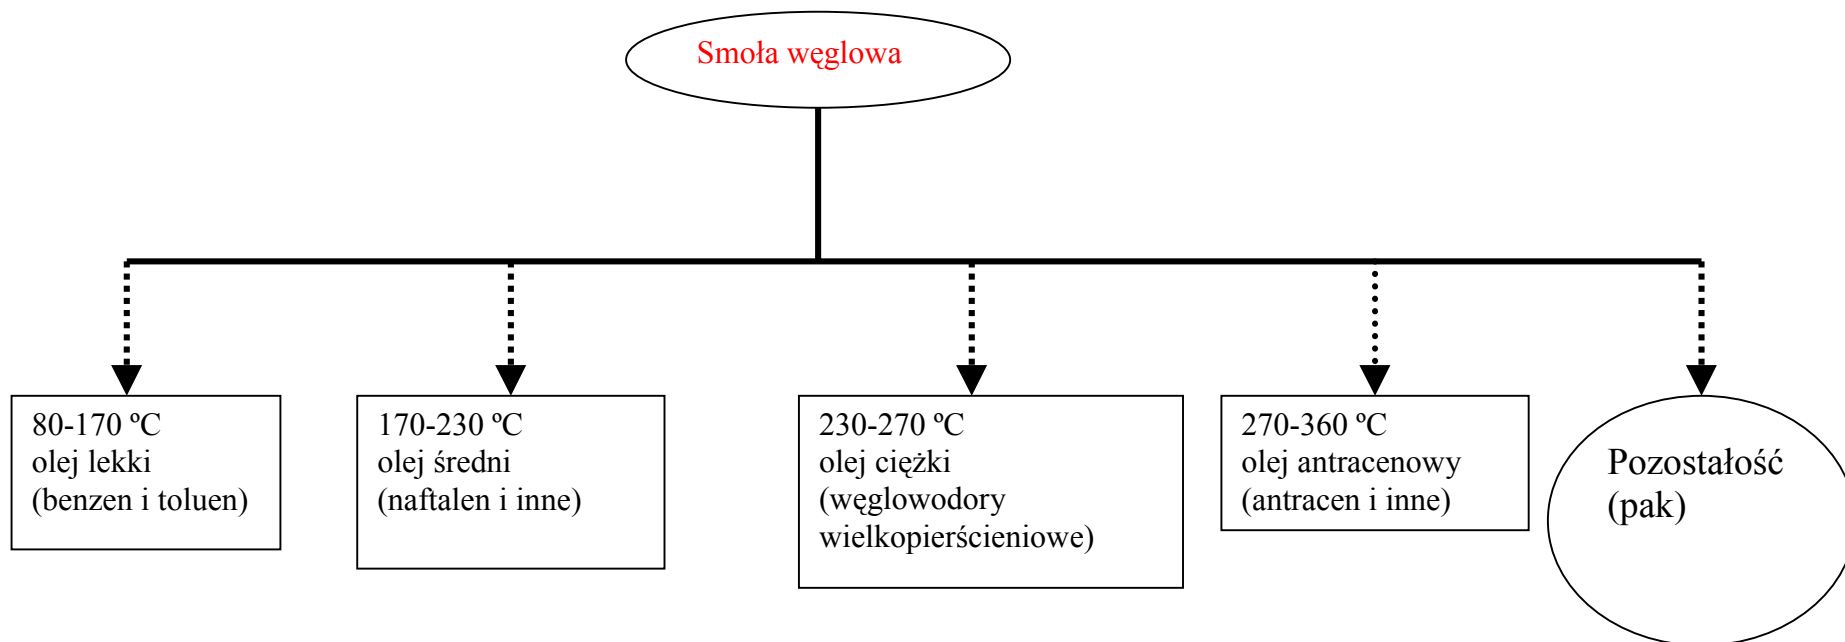 Smoła węglowa
80-170 ºC
olej lekki
(benzen i toluen)
170-230 ºC
olej średni
(naftalen i inne)
230-270 ºC
olej ciężki
(węglowodory
wielkopierścieniowe)
270-360 ºC
olej antracenowy
(antracen i inne)
Pozostałość
(pak)